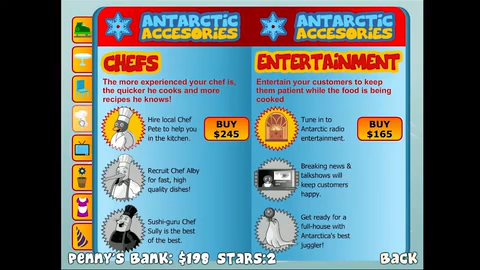 ANTARCTIC
ACCESORIES
ANTARCTIC
ACCESORIES
CHEFS
The more experienced your chef is,
the quicker he cooks and more
recipes he knows!
Hire local Chef
Pete to help you
in the kitchen.
BUY
$245
Recruit Chef Alby
for fast, high
quality dishes!
Sushi-guru Chef
Sully is the best
of the best.
ENTERTAINMENT
Entertain your customers to keep
them patient while the food is being
cooked
Tune in to
Antarctic radio
entertainment.
BUY
$165
Breaking news &
talkshows will
keep customers
happy.
Get ready for a
full-house with
Antarctica's best
juggler!
PENNY'S BANK: $198 STARS:2
BACK